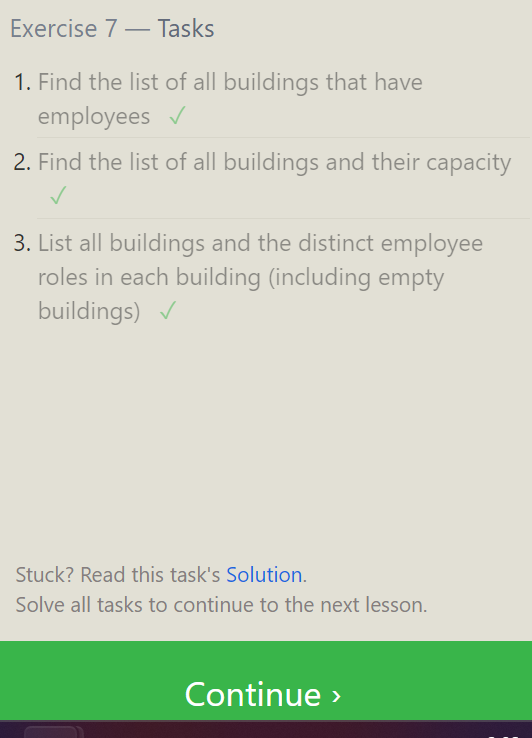 Exercise 7 — Tasks
1. Find the list of all buildings that have
employees ✓
2. Find the list of all buildings and their capacity
✓
3. List all buildings and the distinct employee
roles in each building (including empty
buildings) ✓
Stuck? Read this task's Solution.
Solve all tasks to continue to the next lesson.
Continue ›